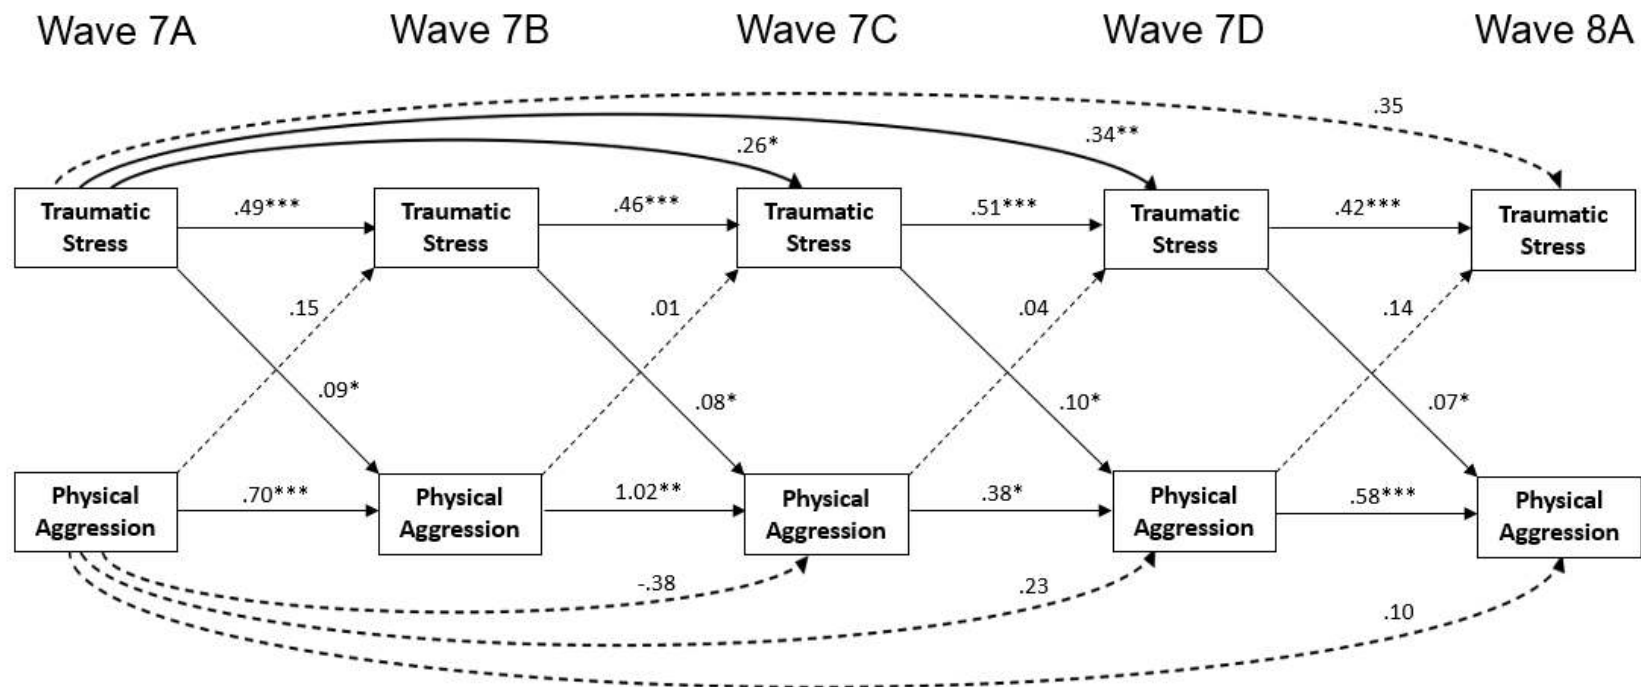 Wave 7A Wave 7B Wave 7C Wave 7D Wave 8A
.35
.34**
.26*
Traumatic
Stress
.49***
Traumatic
Stress
.46***
Traumatic
Stress
.51***
Traumatic
Stress
.42***
Traumatic
Stress
.15
.01
.04
.14
.09*
.08*
.10*
.07*
Physical
Aggression
.70***
Physical
Aggression
1.02**
Physical
Aggression
.38*
Physical
Aggression
.58***
Physical
Aggression
-.38
.23
.10